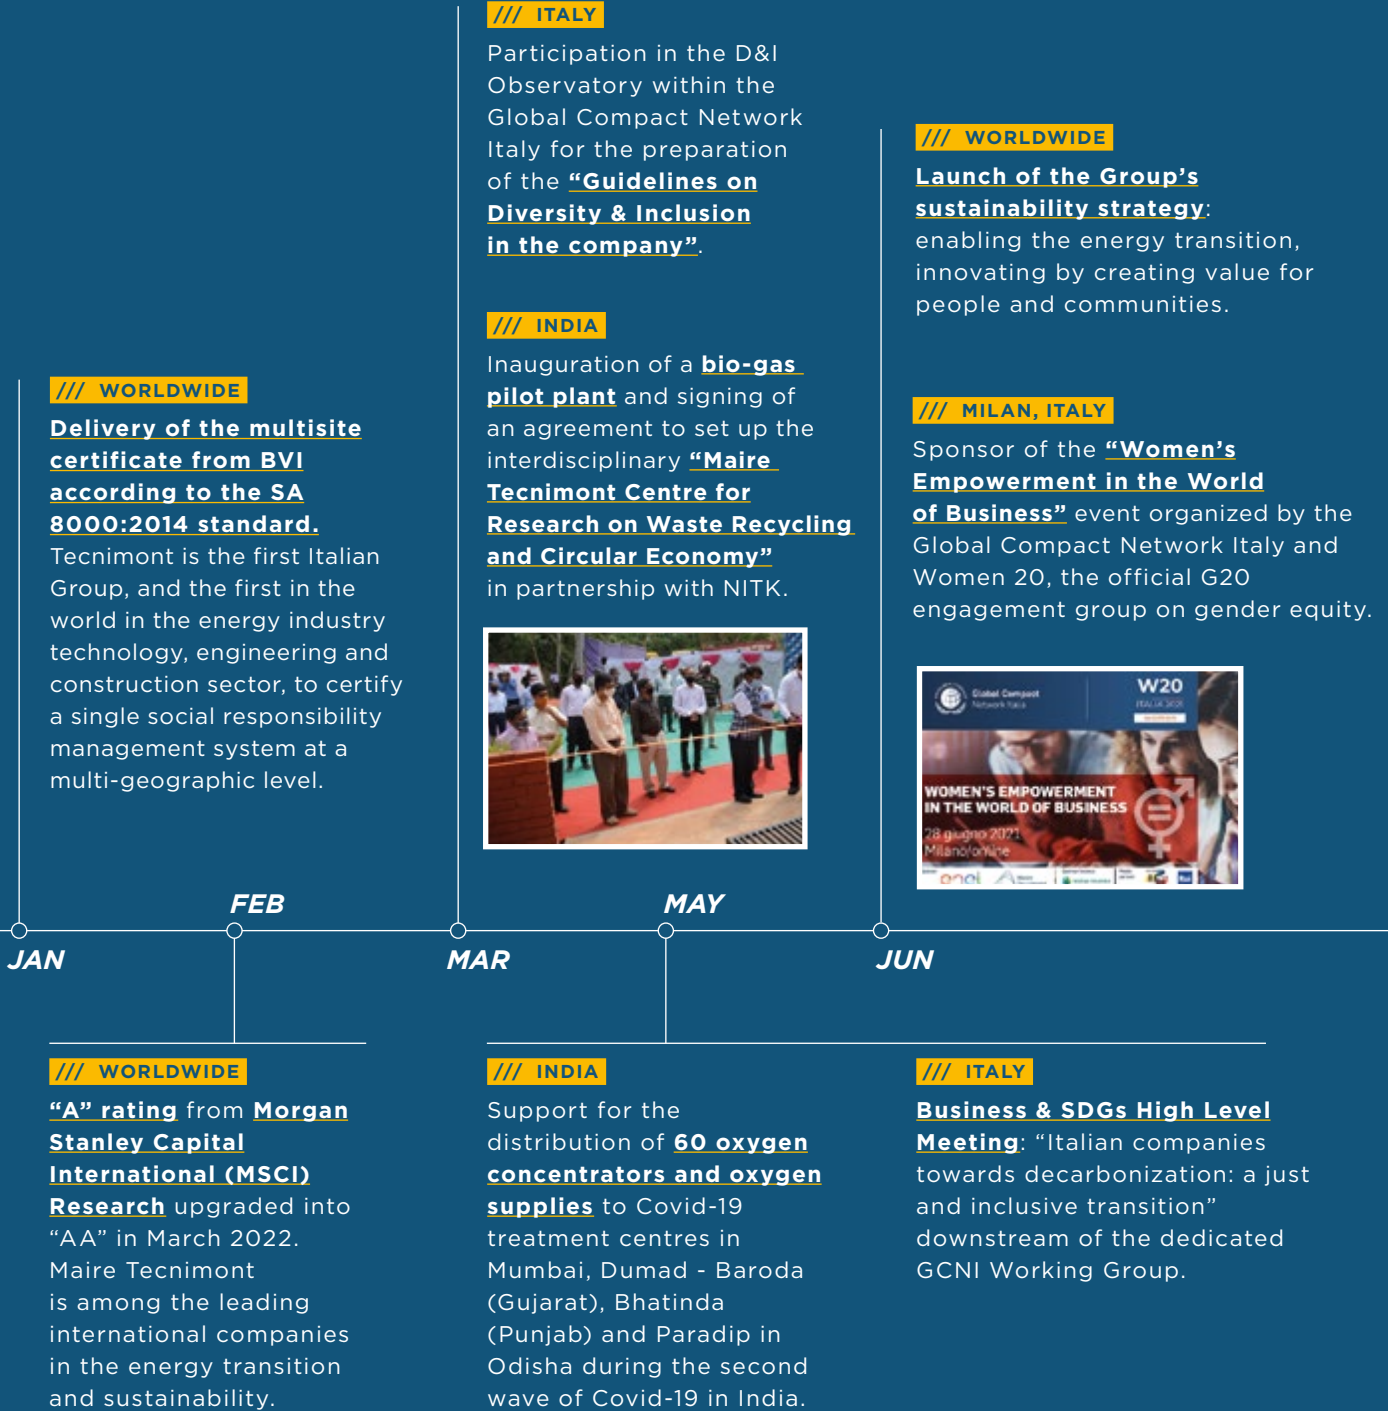 /// WORLDWIDE
Delivery of the multisite
certificate from BVI
according to the SA
8000:2014 standard.
Tecnimont is the first Italian
Group, and the first in the
world in the energy industry
technology, engineering and
construction sector, to certify
a single social responsibility
management system at a
multi-geographic level.
/// ITALY
Participation in the D&I
Observatory within the
Global Compact Network
Italy for the preparation
of the “Guidelines on
Diversity & Inclusion
in the company”.
/// INDIA
Inauguration of a bio-gas
pilot plant and signing of
an agreement to set up the
interdisciplinary “Maire
Tecnimont Centre for
Research on Waste Recycling
and Circular Economy”
in partnership with NITK.
/// WORLDWIDE
Launch of the Group’s
sustainability strategy:
enabling the energy transition,
innovating by creating value for
people and communities.
/// MILAN, ITALY
Sponsor of the “Women’s
Empowerment in the World
of Business” event organized by the
Global Compact Network Italy and
Women 20, the official G20
engagement group on gender equity.
Global Compact
Network Italia
W20
ITALIA 2021
WOMEN'S EMPOWERMENT
IN THE WORLD OF BUSINESS
28 giugno 2021
Milano/online
enel
JAN
FEB
MAR
MAY
JUN
/// WORLDWIDE
“A” rating from Morgan
Stanley Capital
International (MSCI)
Research upgraded into
“AA” in March 2022.
Maire Tecnimont
is among the leading
international companies
in the energy transition
and sustainability.
/// INDIA
Support for the
distribution of 60 oxygen
concentrators and oxygen
supplies to Covid-19
treatment centres in
Mumbai, Dumad - Baroda
(Gujarat), Bhatinda
(Punjab) and Paradip in
Odisha during the second
wave of Covid-19 in India.
/// ITALY
Business & SDGs High Level
Meeting: “Italian companies
towards decarbonization: a just
and inclusive transition”
downstream of the dedicated
GCNI Working Group.